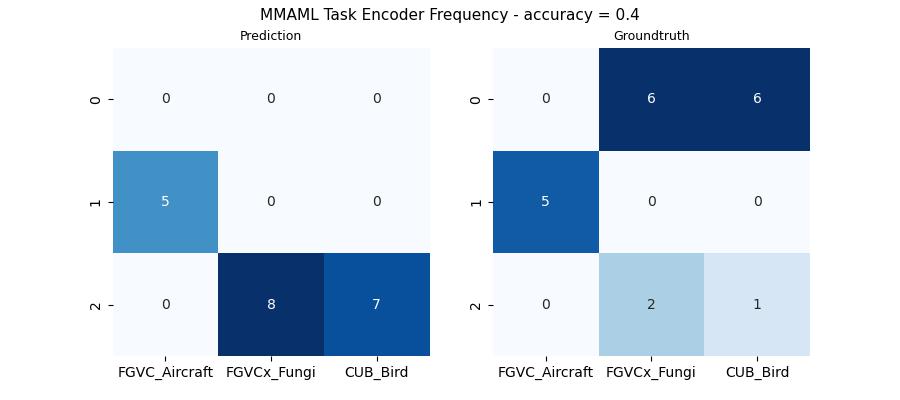 MMAML Task Encoder Frequency - accuracy = 0.4
Prediction
Groundtruth
0
0 0 0
0
0 6 6
1
5 0 0
1
5 0 0
2
0 8 7
2
0 2 1
FGVC_Aircraft FGVCx_Fungi CUB_Bird
FGVC_Aircraft FGVCx_Fungi CUB_Bird